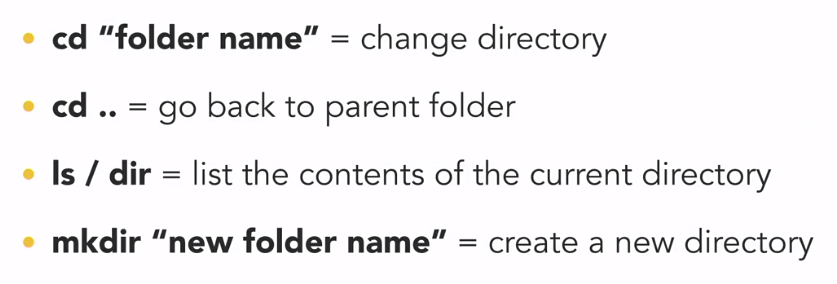 • cd “folder name” = change directory
• cd .. = go back to parent folder
• ls / dir = list the contents of the current directory
• mkdir “new folder name” = create a new directory